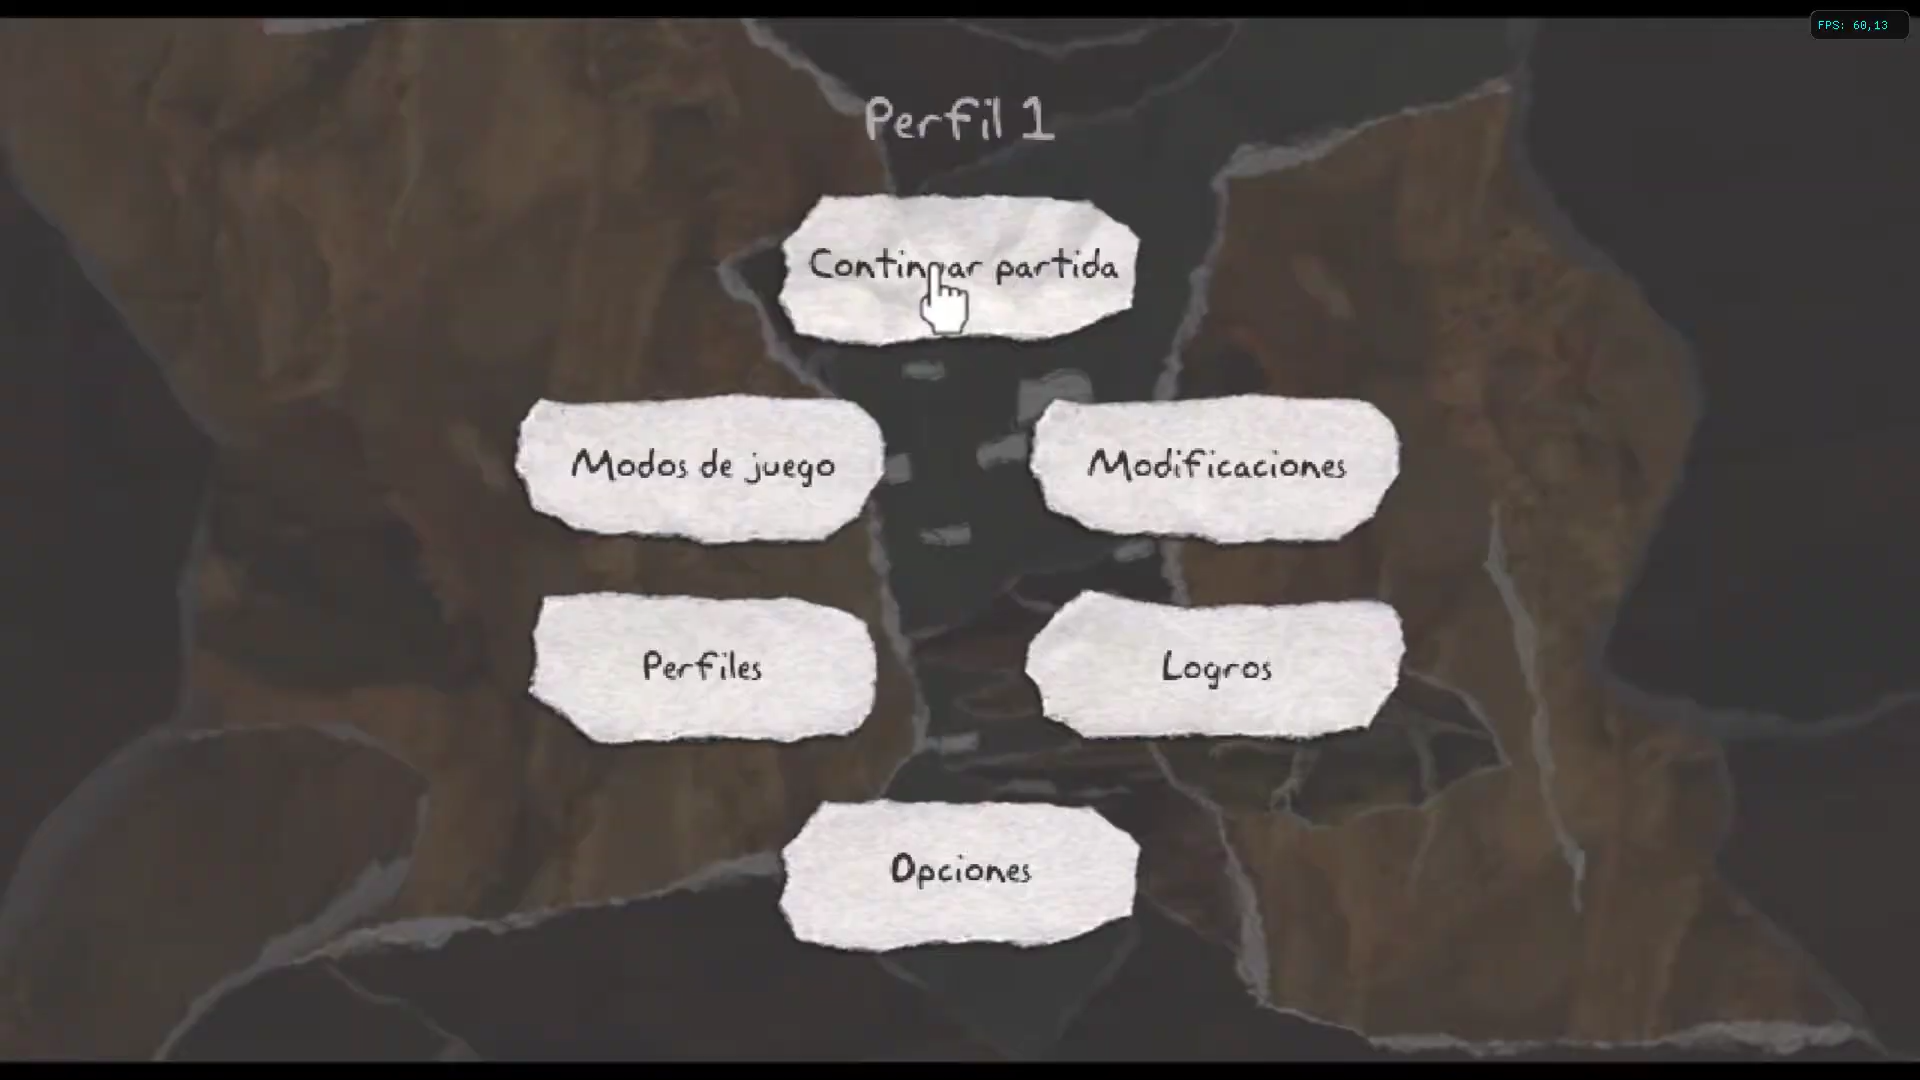 FPS: 60,13
Perfil 1
Continuar partida
Modos de juego
Modificaciones
Perfiles
Logros
Opciones